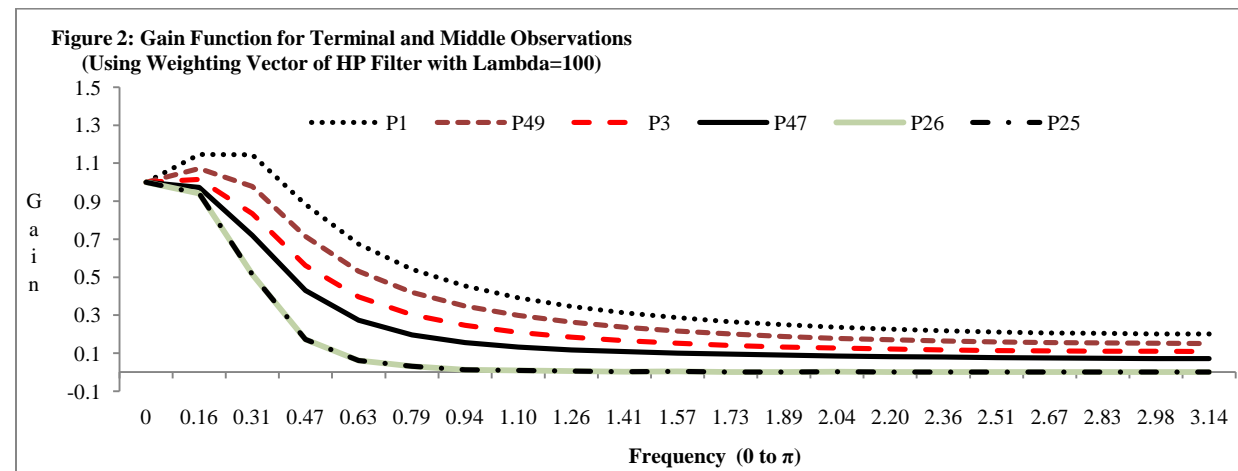 Figure 2: Gain Function for Terminal and Middle Observations
(Using Weighting Vector of HP Filter with Lambda=100)
1.5
1.3
1.1
0.9
0.7
0.5
0.3
0.1
-0.1
G
a
i
n
P1 P49 P3 P47 P26 P25
0 0.16 0.31 0.47 0.63 0.79 0.94 1.10 1.26 1.41 1.57 1.73 1.89 2.04 2.20 2.36 2.51 2.67 2.83 2.98 3.14
Frequency (0 to π)